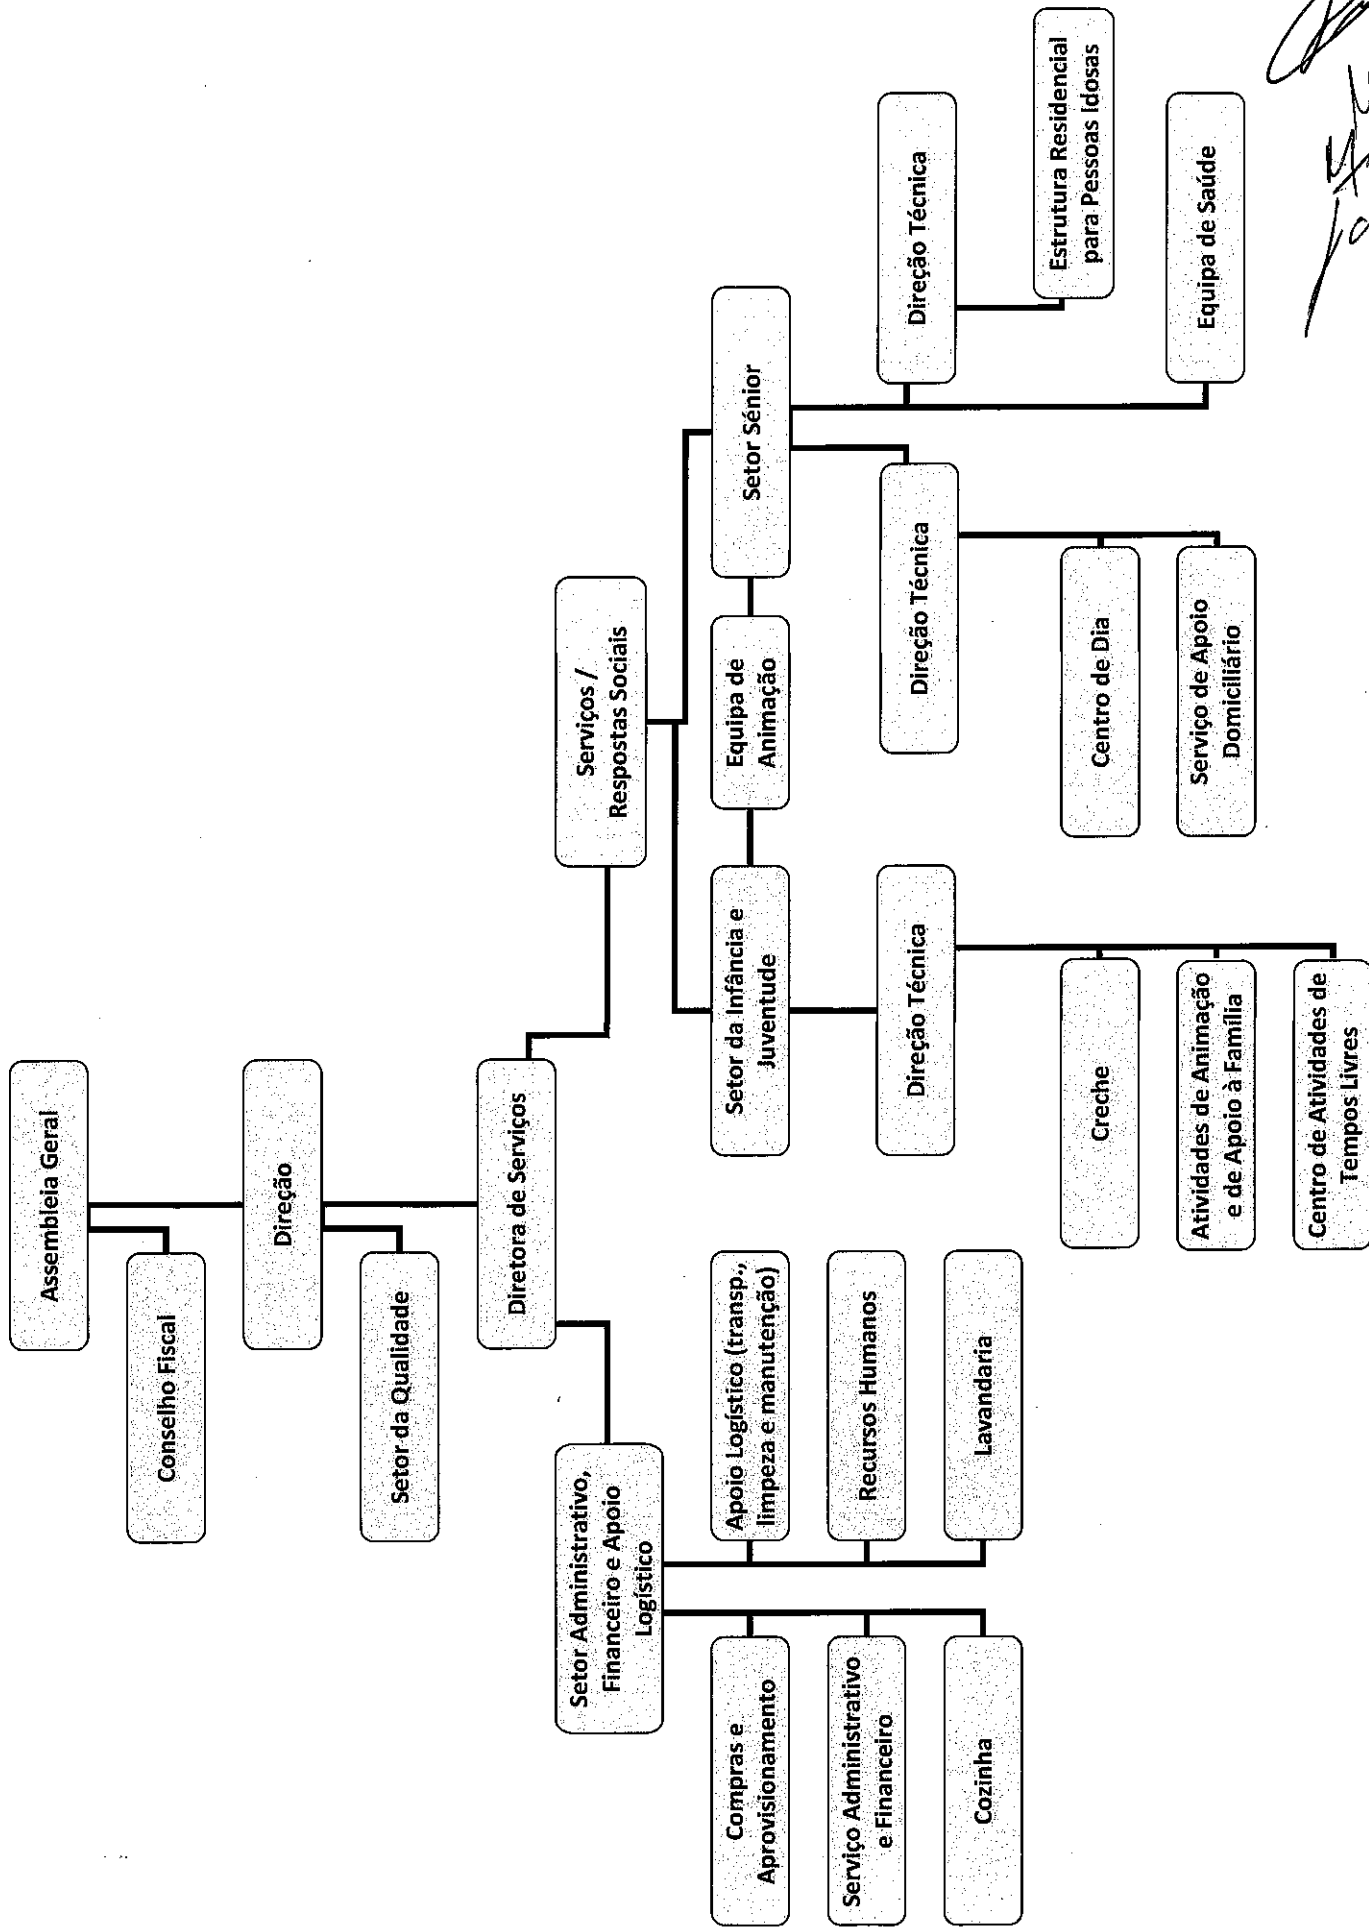 Assembleia Geral
Conselho Fiscal
Direção
Setor da Qualidade
Diretora de Serviços
Setor Administrativo,
Financeiro e Apoio
Logístico
Serviços /
Respostas Sociais
Compras e
Aprovisionamento
Apoio Logístico (transp.,
limpeza e manutenção)
Serviço Administrativo
e Financeiro
Recursos Humanos
Cozinha
Lavandaria
Setor da Infância e
Juventude
Equipa de
Animação
Setor Sénior
Direção Técnica
Creche
Atividades de Animação
e de Apoio à Família
Centro de Atividades de
Tempos Livres
Direção Técnica
Centro de Dia
Serviço de Apoio
Domiciliário
Direção Técnica
Estrutura Residencial
para Pessoas Idosas
Equipa de Saúde